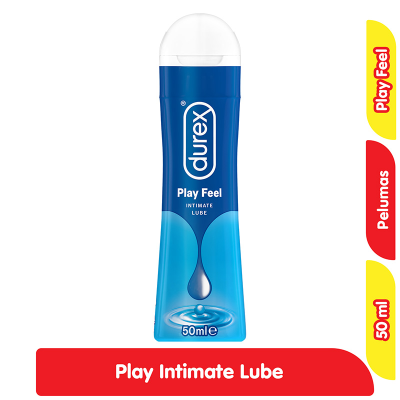 durex®
Play Feel
INTIMATE
LUBE
50ml℮
Play Feel
Pelumas
50 ml
Play Intimate Lube